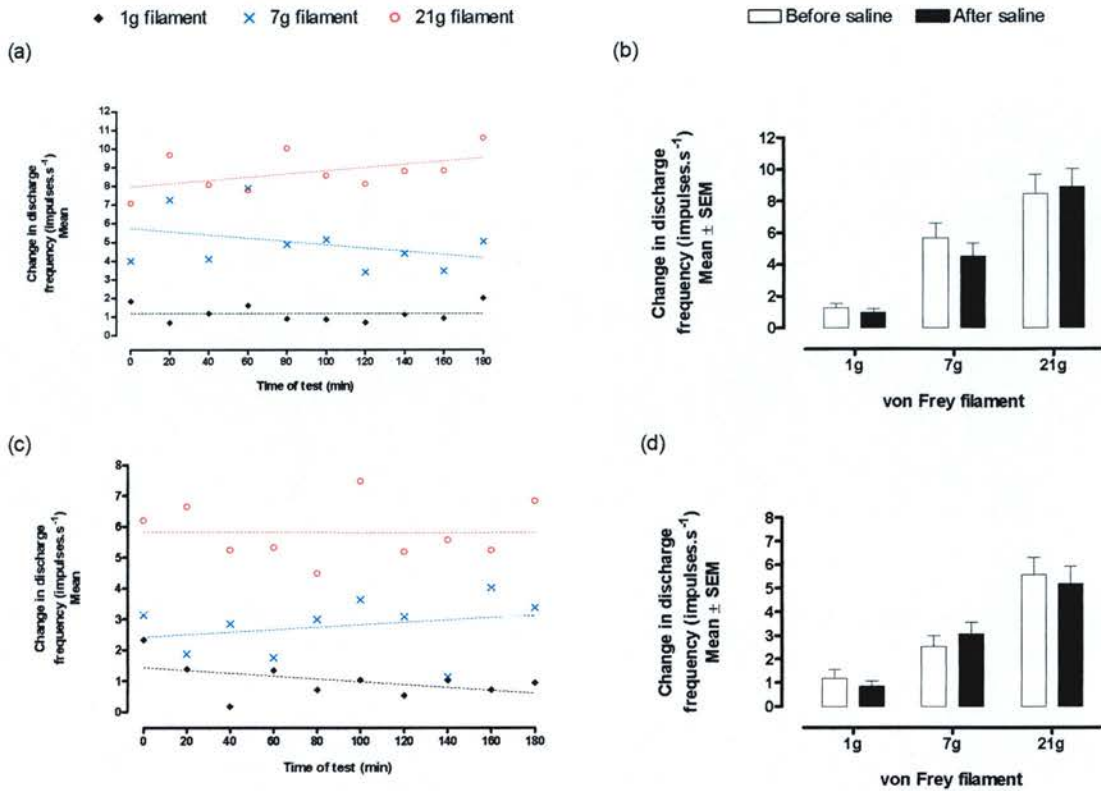 1g filament 7g filament 21g filament
Before saline After saline
(a)
12
11
10
9
8
7
6
5
4
3
2
1
0
Change in discharge
frequency (impulses.s⁻¹)
Mean
0 20 40 60 80 100 120 140 160 180
Time of test (min)
(b)
12
10
8
6
4
2
0
Change in discharge
frequency (impulses.s⁻¹)
Mean ± SEM
1g 7g 21g
von Frey filament
(c)
8
7
6
5
4
3
2
1
0
Change in discharge
frequency (impulses.s⁻¹)
Mean
0 20 40 60 80 100 120 140 160 180
Time of test (min)
(d)
8
7
6
5
4
3
2
1
0
Change in discharge
frequency (impulses.s⁻¹)
Mean ± SEM
1g 7g 21g
von Frey filament